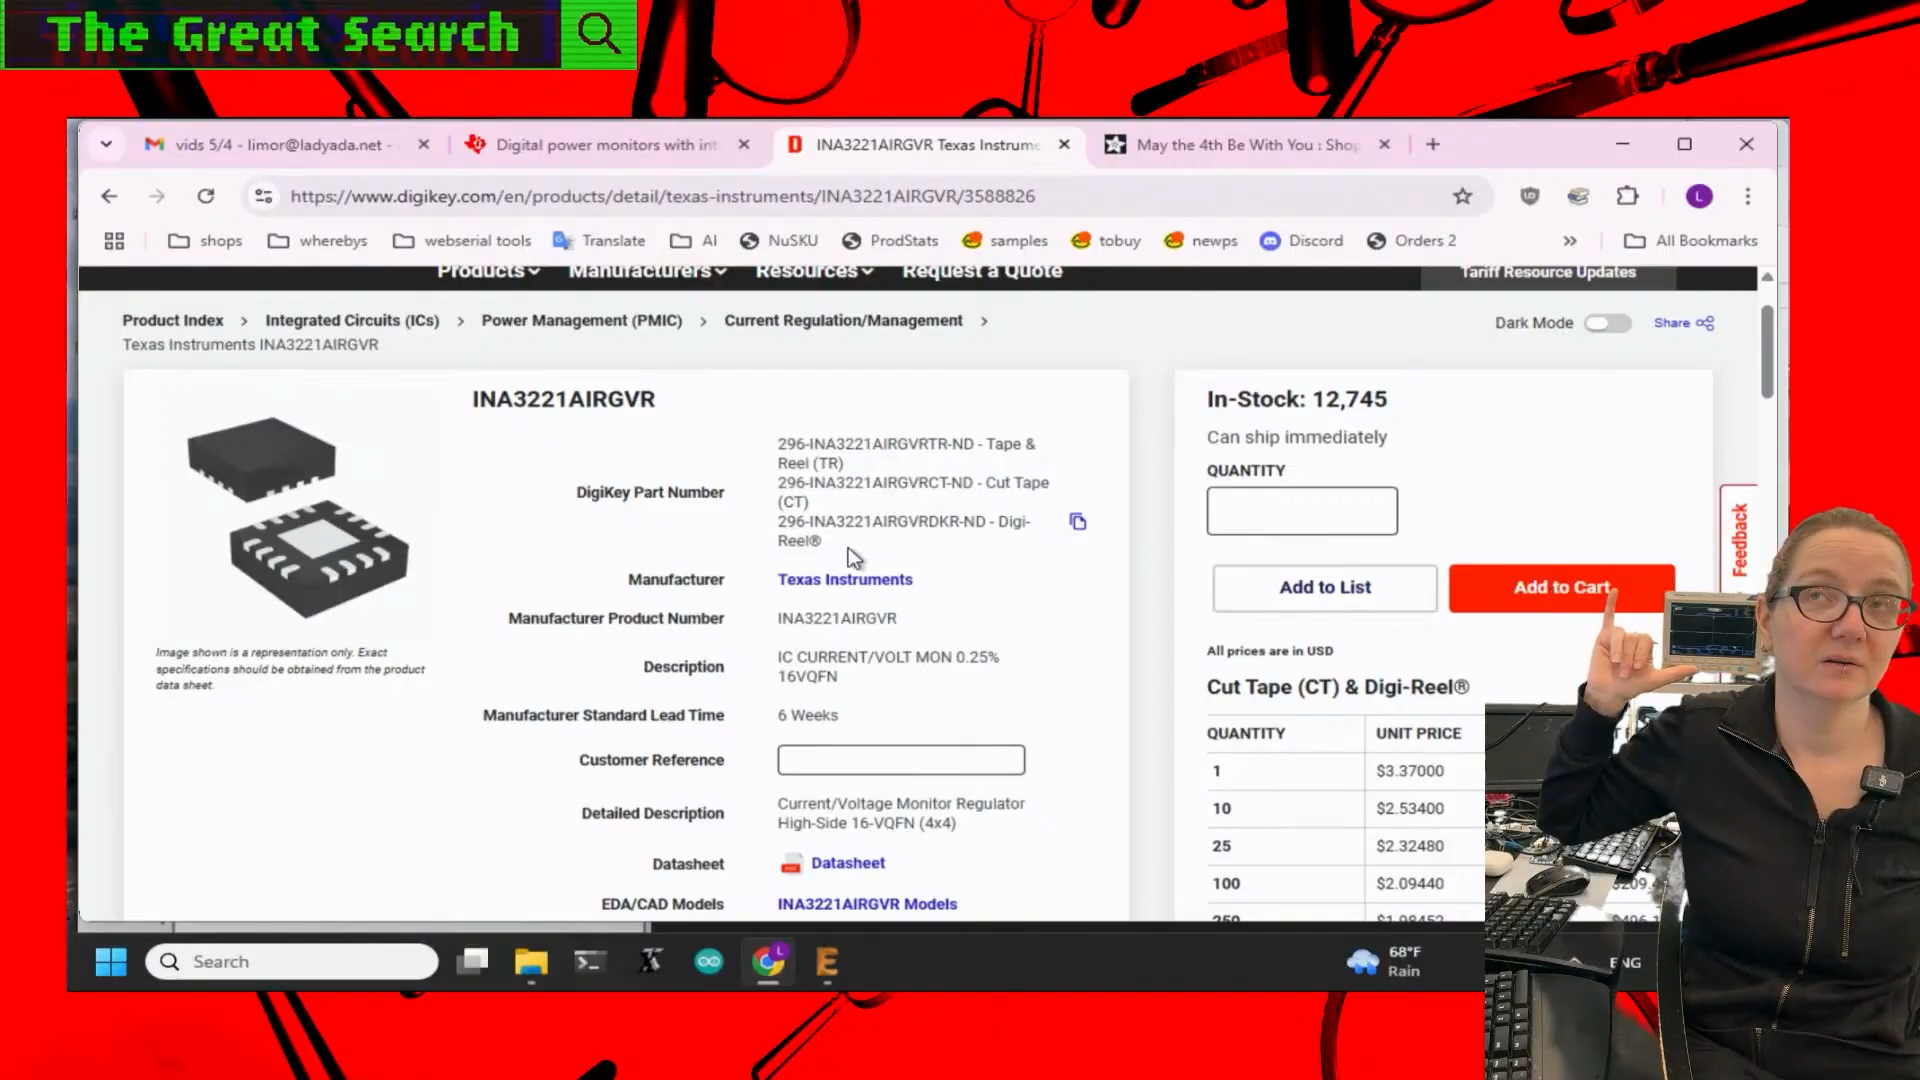 The Great Search
vids 5/4 - limor@ladyada.net -
Digital power monitors with int
INA3221AIRGVR Texas Instrume
May the 4th Be With You : Shop
https://www.digikey.com/en/products/detail/texas-instruments/INA3221AIRGVR/3588826
L
shops
wherebys
webserial tools
Translate
AI
NuSKU
ProdStats
samples
tobuy
newps
Discord
Orders 2
All Bookmarks
Products
Manufacturers
Resources
Request a Quote
Tariff Resource Updates
Product Index > Integrated Circuits (ICs) > Power Management (PMIC) > Current Regulation/Management >
Texas Instruments INA3221AIRGVR
Dark Mode
Share
INA3221AIRGVR
DigiKey Part Number
296-INA3221AIRGVRTR-ND - Tape &
Reel (TR)
296-INA3221AIRGVRCT-ND - Cut Tape
(CT)
296-INA3221AIRGVRDKR-ND - Digi-
Reel®
Manufacturer
Texas Instruments
Manufacturer Product Number
INA3221AIRGVR
Description
IC CURRENT/VOLT MON 0.25%
16VQFN
Manufacturer Standard Lead Time
6 Weeks
Customer Reference
Detailed Description
Current/Voltage Monitor Regulator
High-Side 16-VQFN (4x4)
Datasheet
Datasheet
EDA/CAD Models
INA3221AIRGVR Models
Image shown is a representation only. Exact
specifications should be obtained from the product
data sheet.
In-Stock: 12,745
Can ship immediately
QUANTITY
Add to List
Add to Cart
Feedback
All prices are in USD
Cut Tape (CT) & Digi-Reel®
QUANTITY UNIT PRICE
1 $3.37000
10 $2.53400
25 $2.32480
100 $2.09440
250 $1.98452
Search
68°F
Rain
ENG